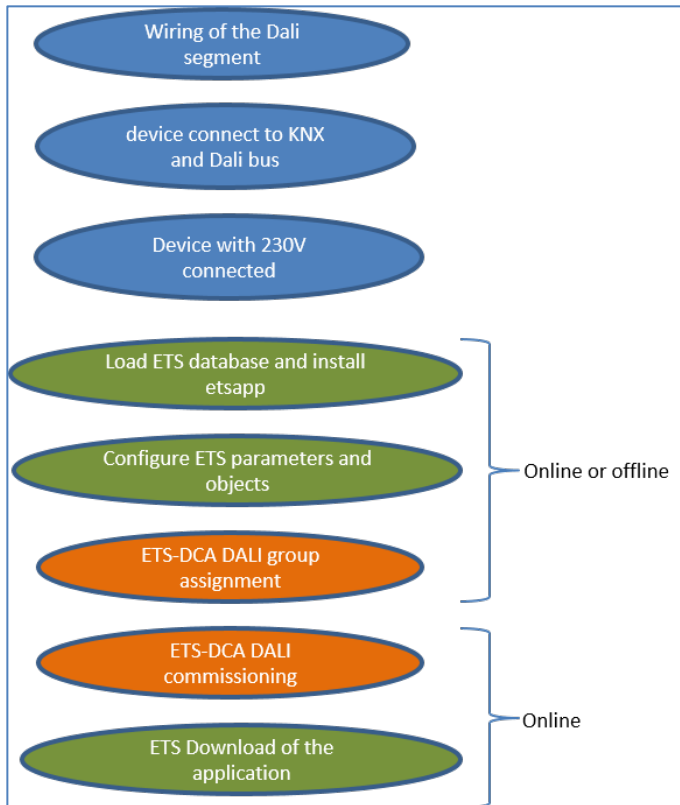 Wiring of the Dali
segment
device connect to KNX
and Dali bus
Device with 230V
connected
Load ETS database and install
etsapp
Configure ETS parameters and
objects
Online or offline
ETS-DCA DALI group
assignment
ETS-DCA DALI
commissioning
Online
ETS Download of the
application